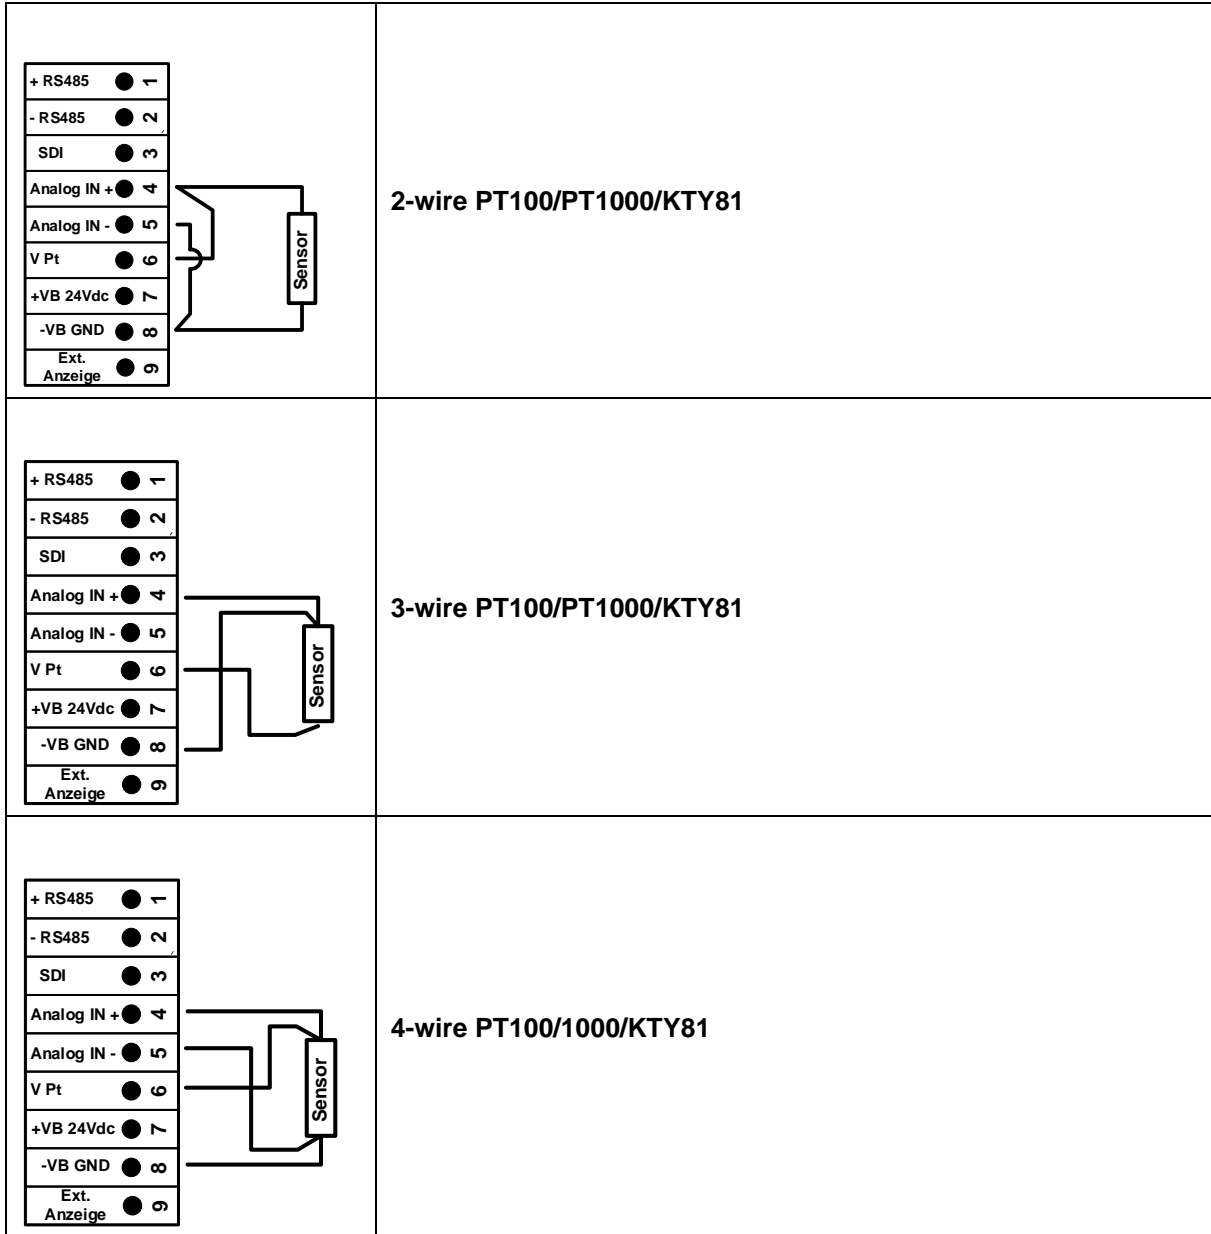 + RS485 1
- RS485 2
SDI 3
Analog IN + 4
Analog IN - 5
V Pt 6
+VB 24Vdc 7
-VB GND 8
Ext.
Anzeige 9
Sensor
2-wire PT100/PT1000/KTY81
+ RS485 1
- RS485 2
SDI 3
Analog IN + 4
Analog IN - 5
V Pt 6
+VB 24Vdc 7
-VB GND 8
Ext.
Anzeige 9
Sensor
3-wire PT100/PT1000/KTY81
+ RS485 1
- RS485 2
SDI 3
Analog IN + 4
Analog IN - 5
V Pt 6
+VB 24Vdc 7
-VB GND 8
Ext.
Anzeige 9
Sensor
4-wire PT100/1000/KTY81